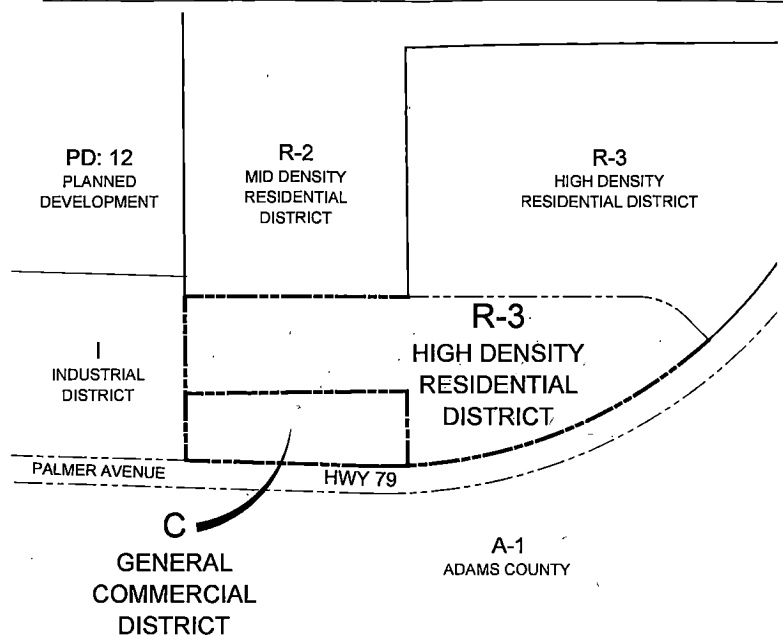 PD: 12
PLANNED
DEVELOPMENT
R-2
MID DENSITY
RESIDENTIAL
DISTRICT
R-3
HIGH DENSITY
RESIDENTIAL DISTRICT
I
INDUSTRIAL
DISTRICT
R-3
HIGH DENSITY
RESIDENTIAL
DISTRICT
PALMER AVENUE
HWY 79
C
GENERAL
COMMERCIAL
DISTRICT
A-1
ADAMS COUNTY